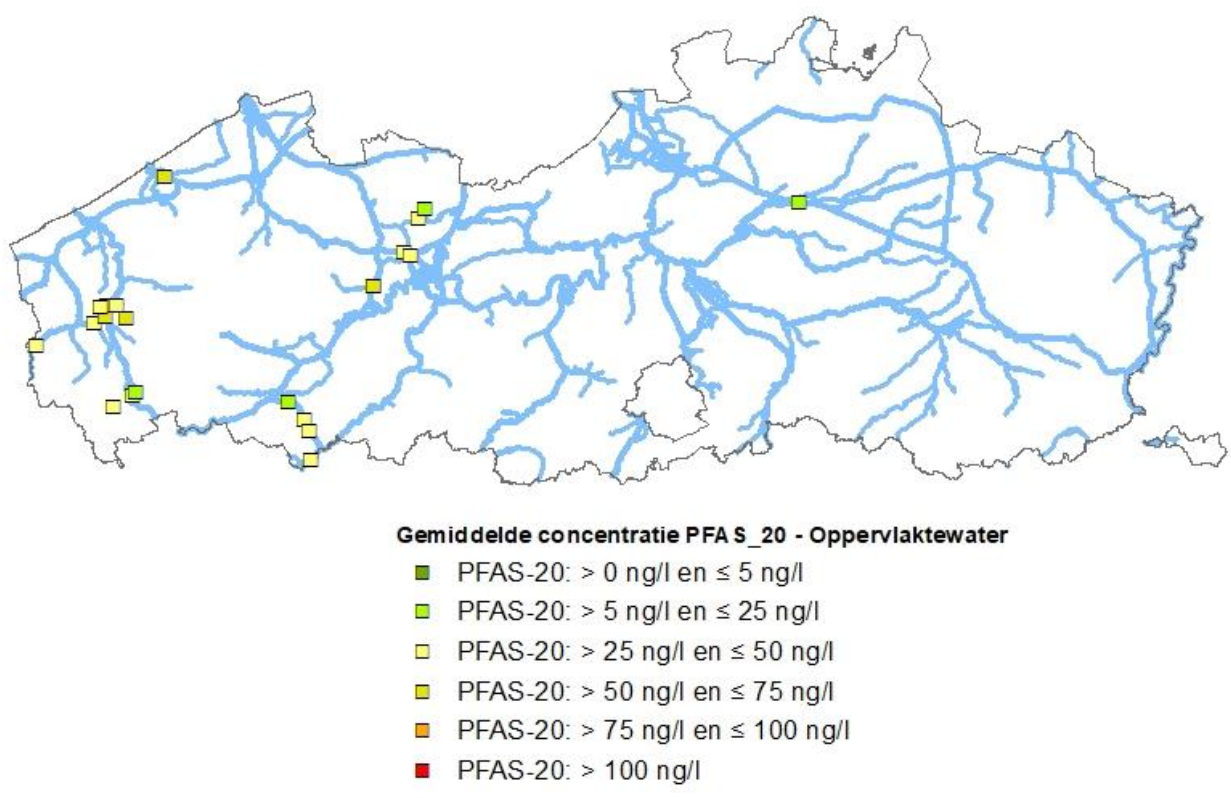 Gemiddelde concentratie PFAS_20 - Oppervlaktewater
PFAS-20: > 0 ng/l en ≤ 5 ng/l
PFAS-20: > 5 ng/l en ≤ 25 ng/l
PFAS-20: > 25 ng/l en ≤ 50 ng/l
PFAS-20: > 50 ng/l en ≤ 75 ng/l
PFAS-20: > 75 ng/l en ≤ 100 ng/l
PFAS-20: > 100 ng/l